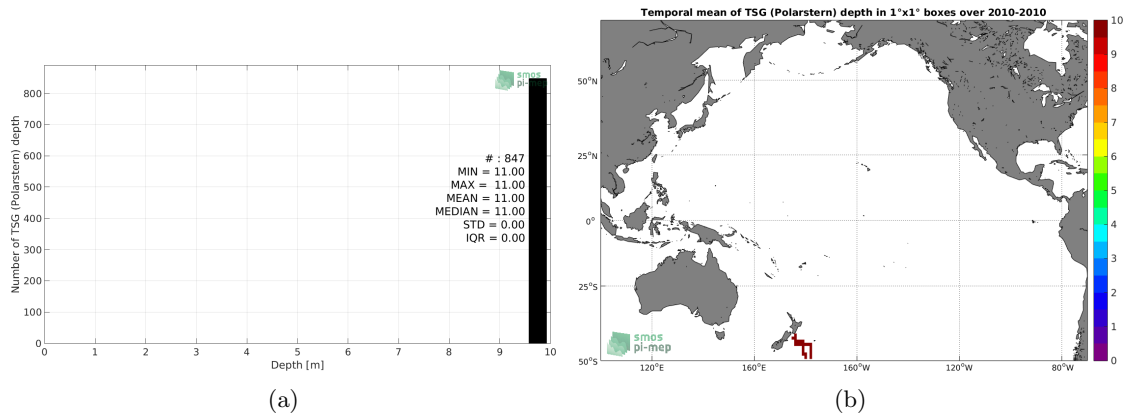 smos
pi-mep
Number of TSG (Polarstern) depth
800
700
600
500
400
300
200
100
0
# : 847
MIN = 11.00
MAX = 11.00
MEAN = 11.00
MEDIAN = 11.00
STD = 0.00
IQR = 0.00
0 1 2 3 4 5 6 7 8 9 10
Depth [m]
(a)
Temporal mean of TSG (Polarstern) depth in 1°x1° boxes over 2010-2010
50°N
25°N
0°
25°S
50°S
smos
pi-mep
120°E 160°E 160°W 120°W 80°W
10
9
8
7
6
5
4
3
2
1
0
(b)